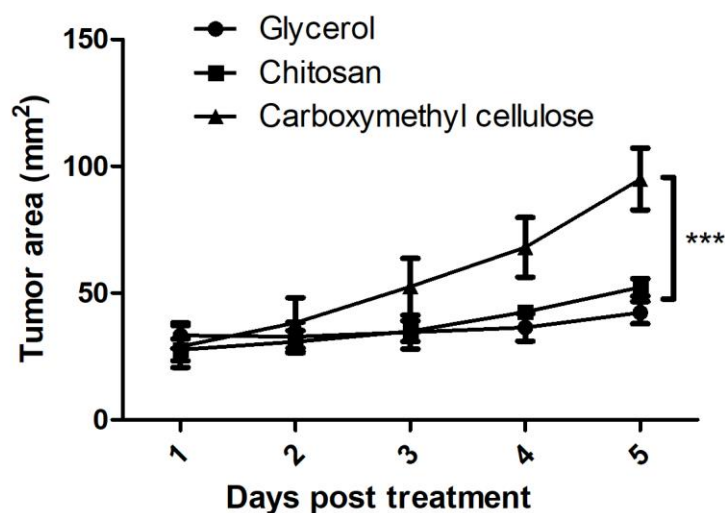 150
Glycerol
Chitosan
Carboxymethyl cellulose
Tumor area (mm²)
100
***
50
0
1 2 3 4 5
Days post treatment